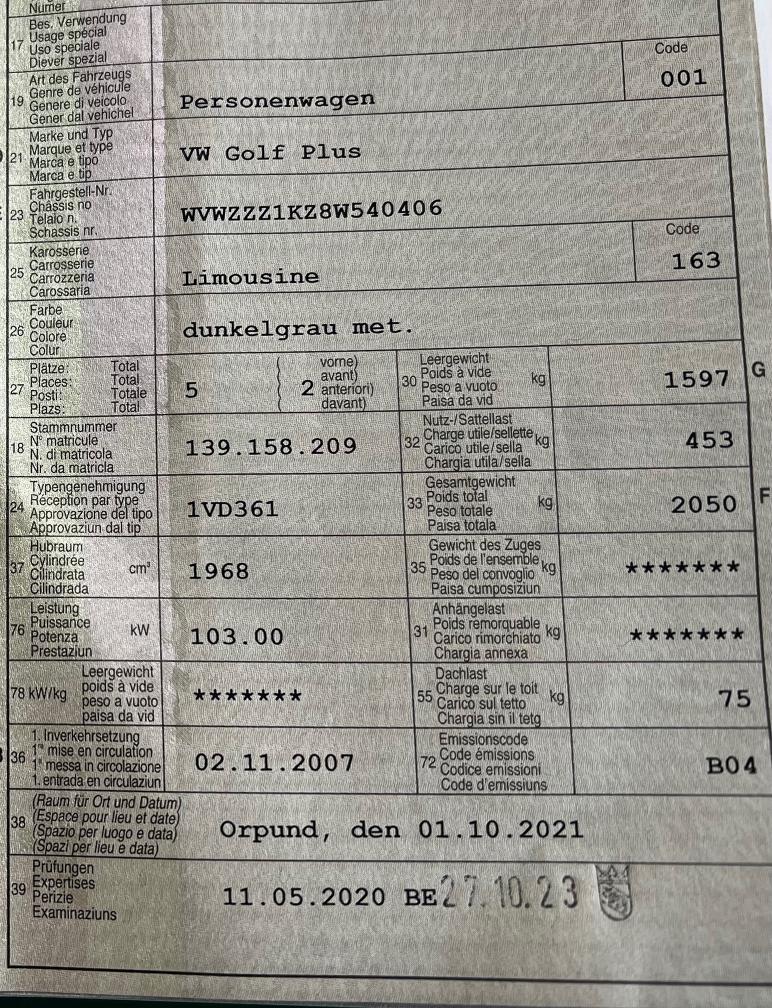 Numer
17 Bes. Verwendung
Usage spécial
Uso speciale
Diever spezial
19 Art des Fahrzeugs
Genre de véhicule
Genere di veicolo
Gener dal vehichel
Personenwagen
Code
001
21 Marke und Typ
Marque et type
Marca e tipo
Marca e tip
VW Golf Plus
23 Fahrgestell-Nr.
Châssis no
Telaio n.
Schassis nr.
WVWZZZ1KZ8W540406
25 Karosserie
Carrosserie
Carrozzeria
Carossaria
Limousine
Code
163
26 Farbe
Couleur
Colore
Colur
dunkelgrau met.
27 Plätze: Total
Places: Total
Posti: Totale
Plazs: Total
5
2 vorne)
avant)
anteriori)
davant)
30 Leergewicht
Poids à vide
Peso a vuoto
Paisa da vid
kg
1597
G
18 Stammnummer
N° matricule
N. di matricola
Nr. da matricla
139.158.209
32 Nutz-/Sattellast
Charge utile/sellette
Carico utile/sella
Chargia utila/sella
kg
453
24 Typengenehmigung
Réception par type
Approvazione del tipo
Approvaziun dal tip
1VD361
33 Gesamtgewicht
Poids total
Peso totale
Paisa totala
kg
2050
F
37 Hubraum
Cylindrée
Cilindrata
Cilindrada
cm³
1968
35 Gewicht des Zuges
Poids de l'ensemble
Peso del convoglio
Paisa cumposiziun
kg
*******
76 Leistung
Puissance
Potenza
Prestaziun
kW
103.00
31 Anhängelast
Poids remorquable
Carico rimorchiato
Chargia annexa
kg
*******
78 kW/kg
Leergewicht
poids à vide
peso a vuoto
paisa da vid
*******
55 Dachlast
Charge sur le toit
Carico sul tetto
Chargia sin il tetg
kg
75
36 1. Inverkehrsetzung
1re mise en circulation
1a messa in circolazione
1. entrada en circulaziun
02.11.2007
72 Emissionscode
Code émissions
Codice emissioni
Code d'emissiuns
B04
38 (Raum für Ort und Datum)
(Espace pour lieu et date)
(Spazio per luogo e data)
(Spazi per lieu e data)
Orpund, den 01.10.2021
39 Prüfungen
Expertises
Perizie
Examinaziuns
11.05.2020 BE 27.10.23